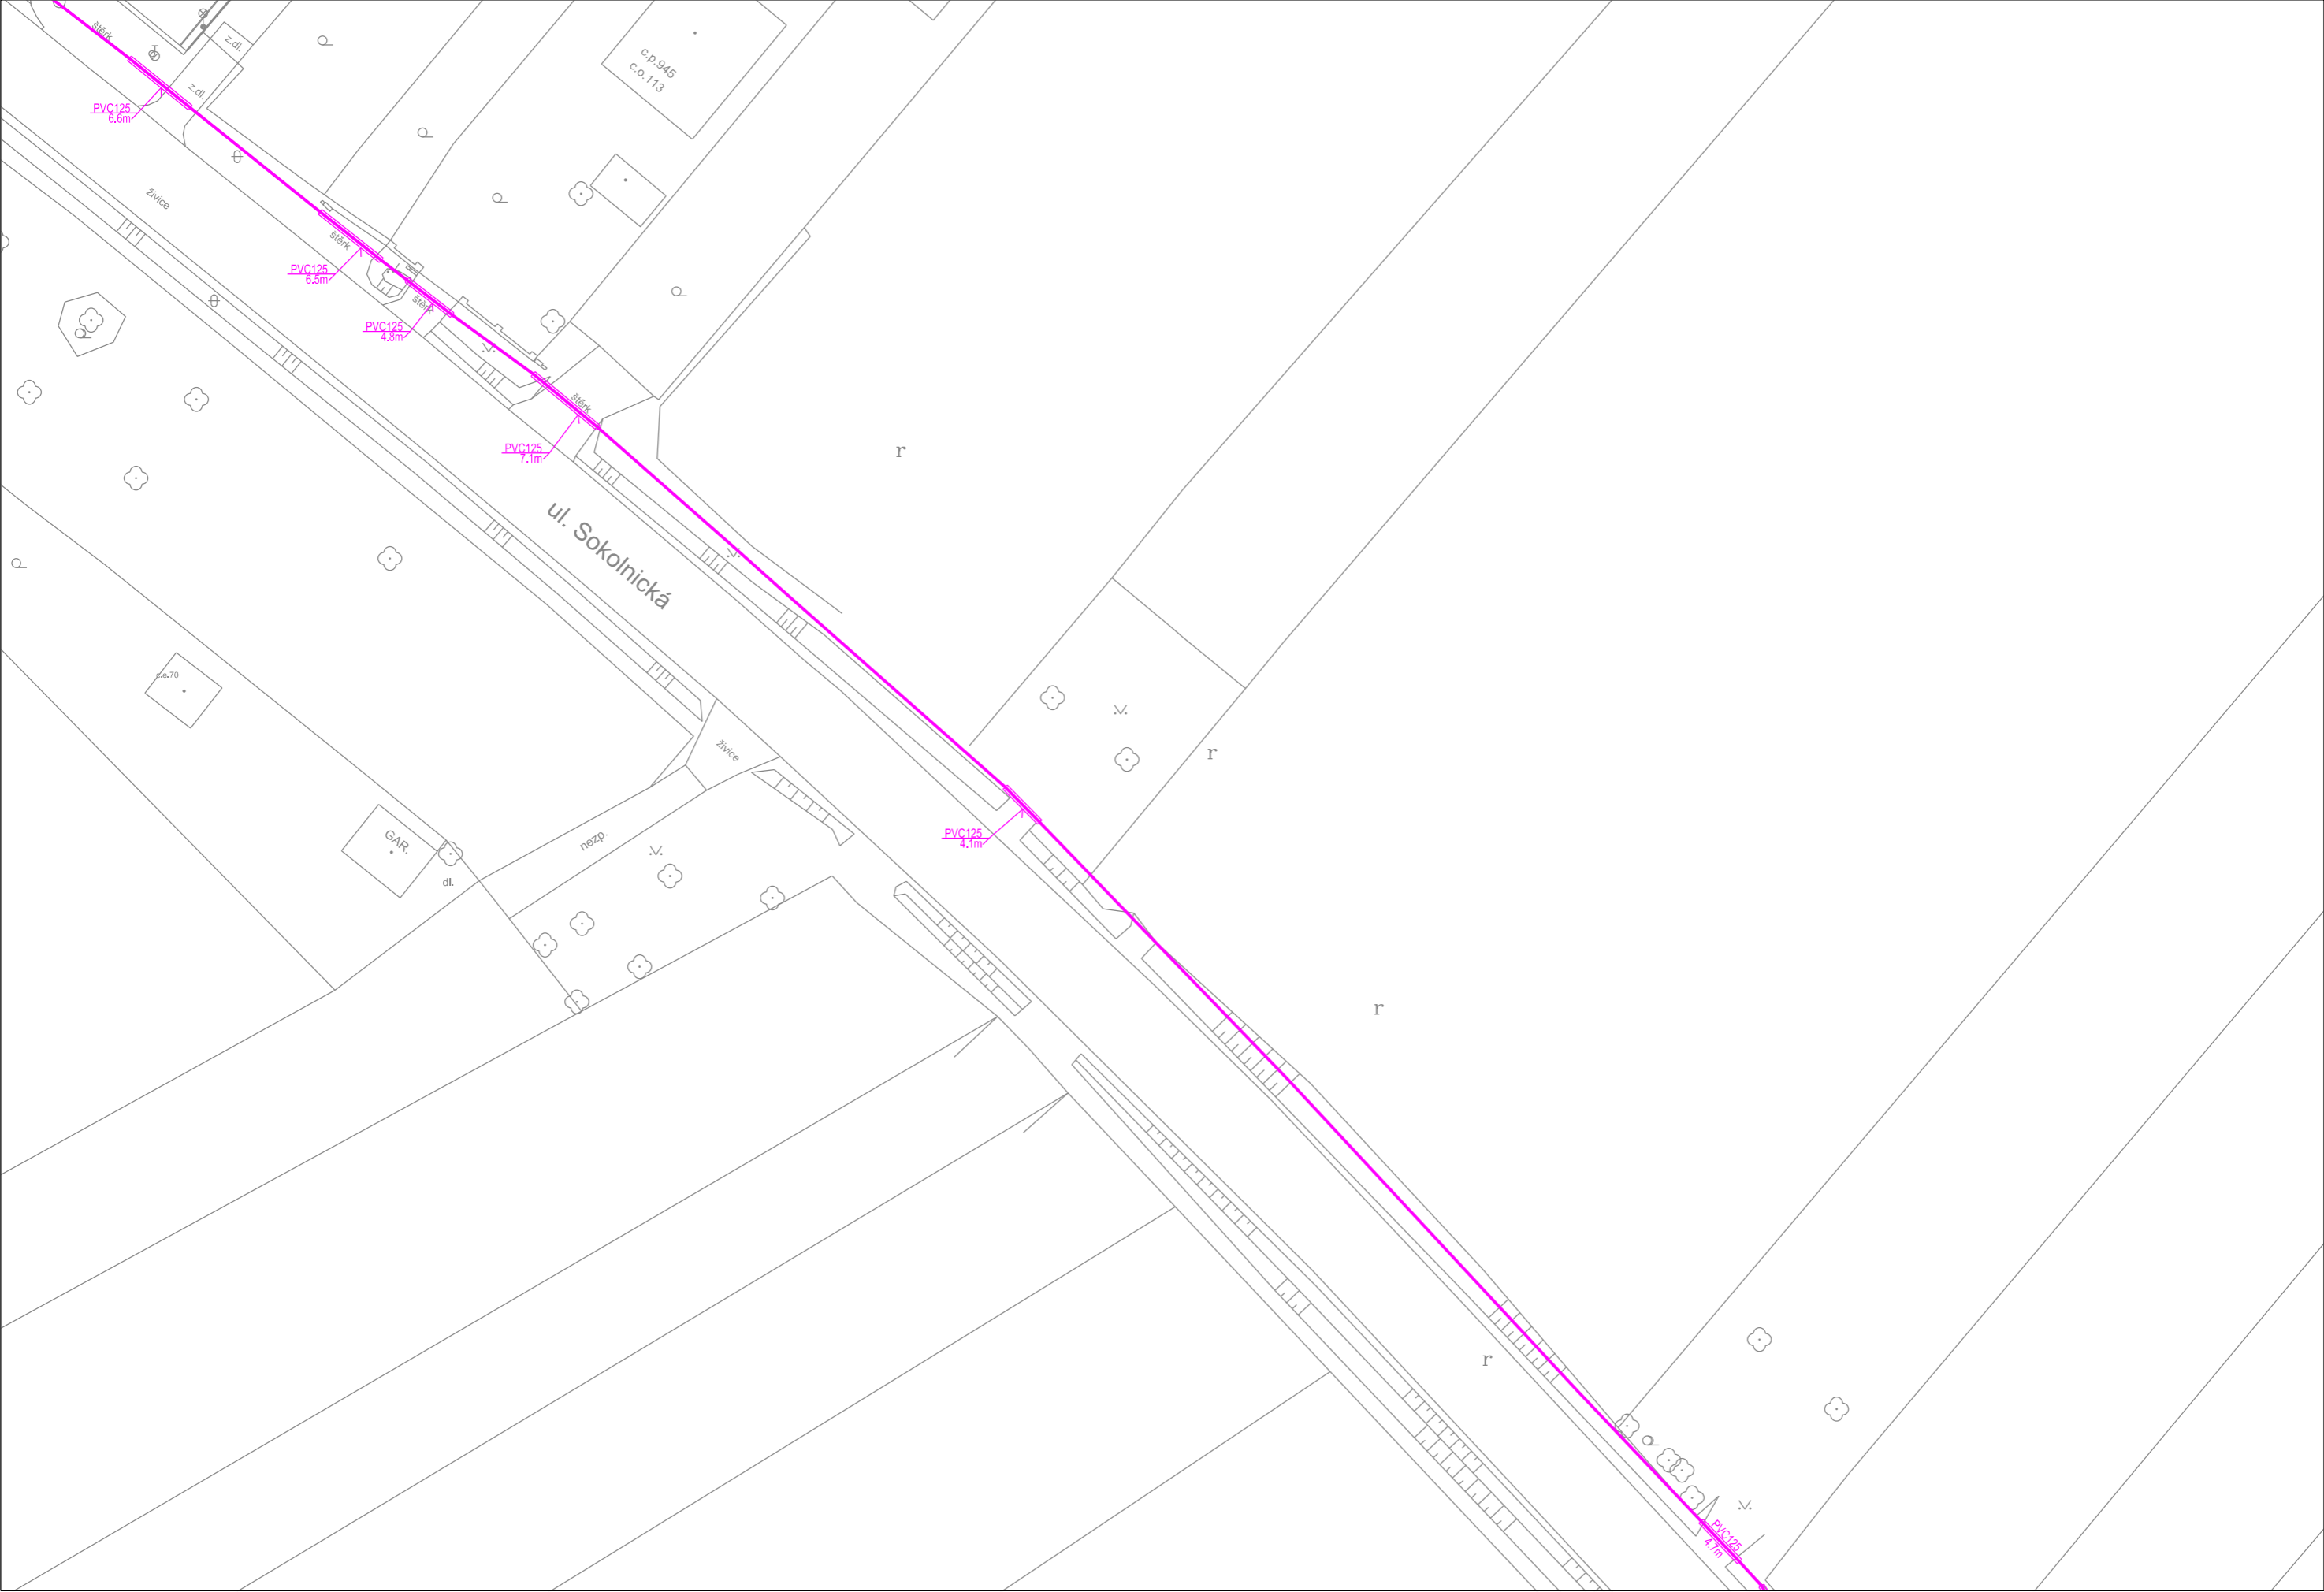 štěrk
z.dl.
z.dl.
PVC125
6.6m
c.p.945
c.o.113
živice
štěrk
PVC125
6.5m
štěrk
PVC125
4.8m
štěrk
PVC125
7.1m
r
ul. Sokolnická
živice
r
GAR.
nezp.
dl.
PVC125
4.1m
r
r
PVC125
4.7m